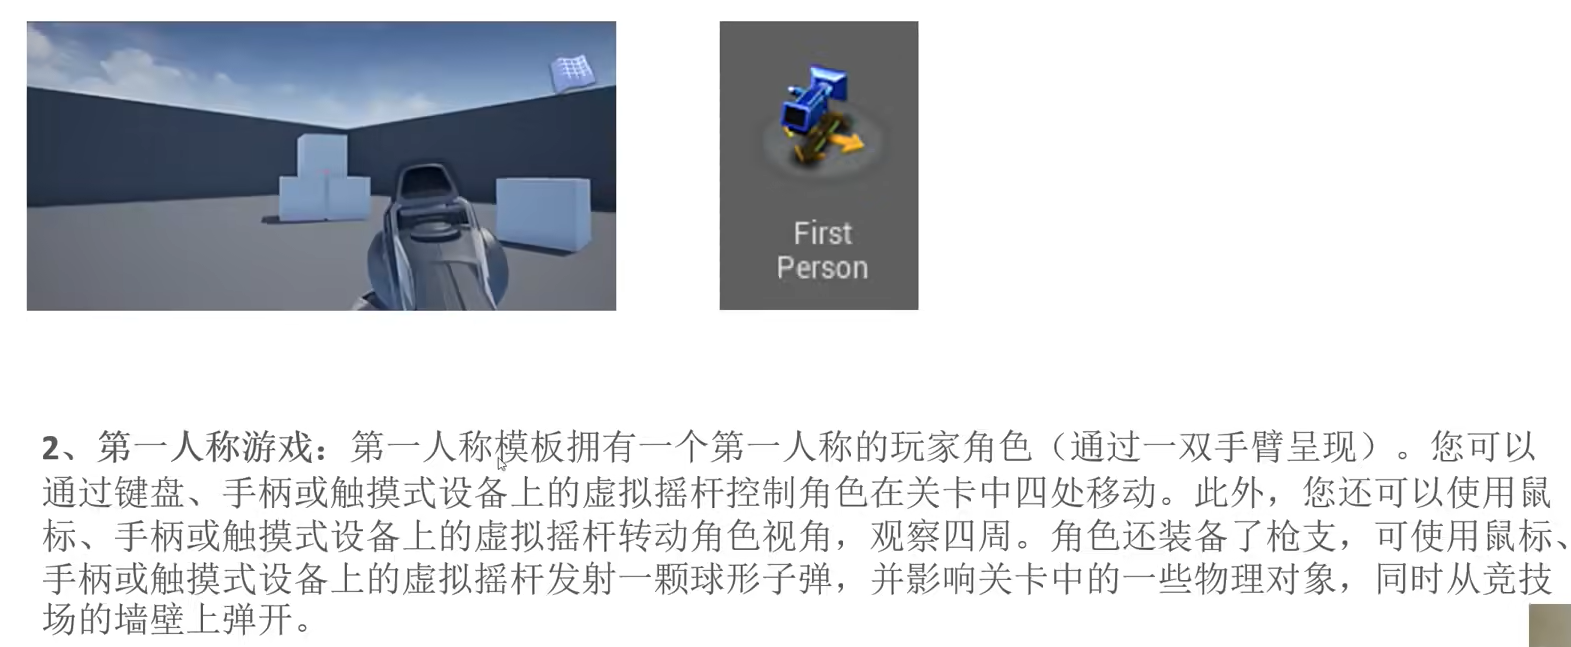 First
Person
2、第一人称游戏：第一人称模板拥有一个第一人称的玩家角色（通过一双手臂呈现）。您可以
通过键盘、手柄或触摸式设备上的虚拟摇杆控制角色在关卡中四处移动。此外，您还可以使用鼠
标、手柄或触摸式设备上的虚拟摇杆转动角色视角，观察四周。角色还装备了枪支，可使用鼠标、
手柄或触摸式设备上的虚拟摇杆发射一颗球形子弹，并影响关卡中的一些物理对象，同时从竞技
场的墙壁上弹开。